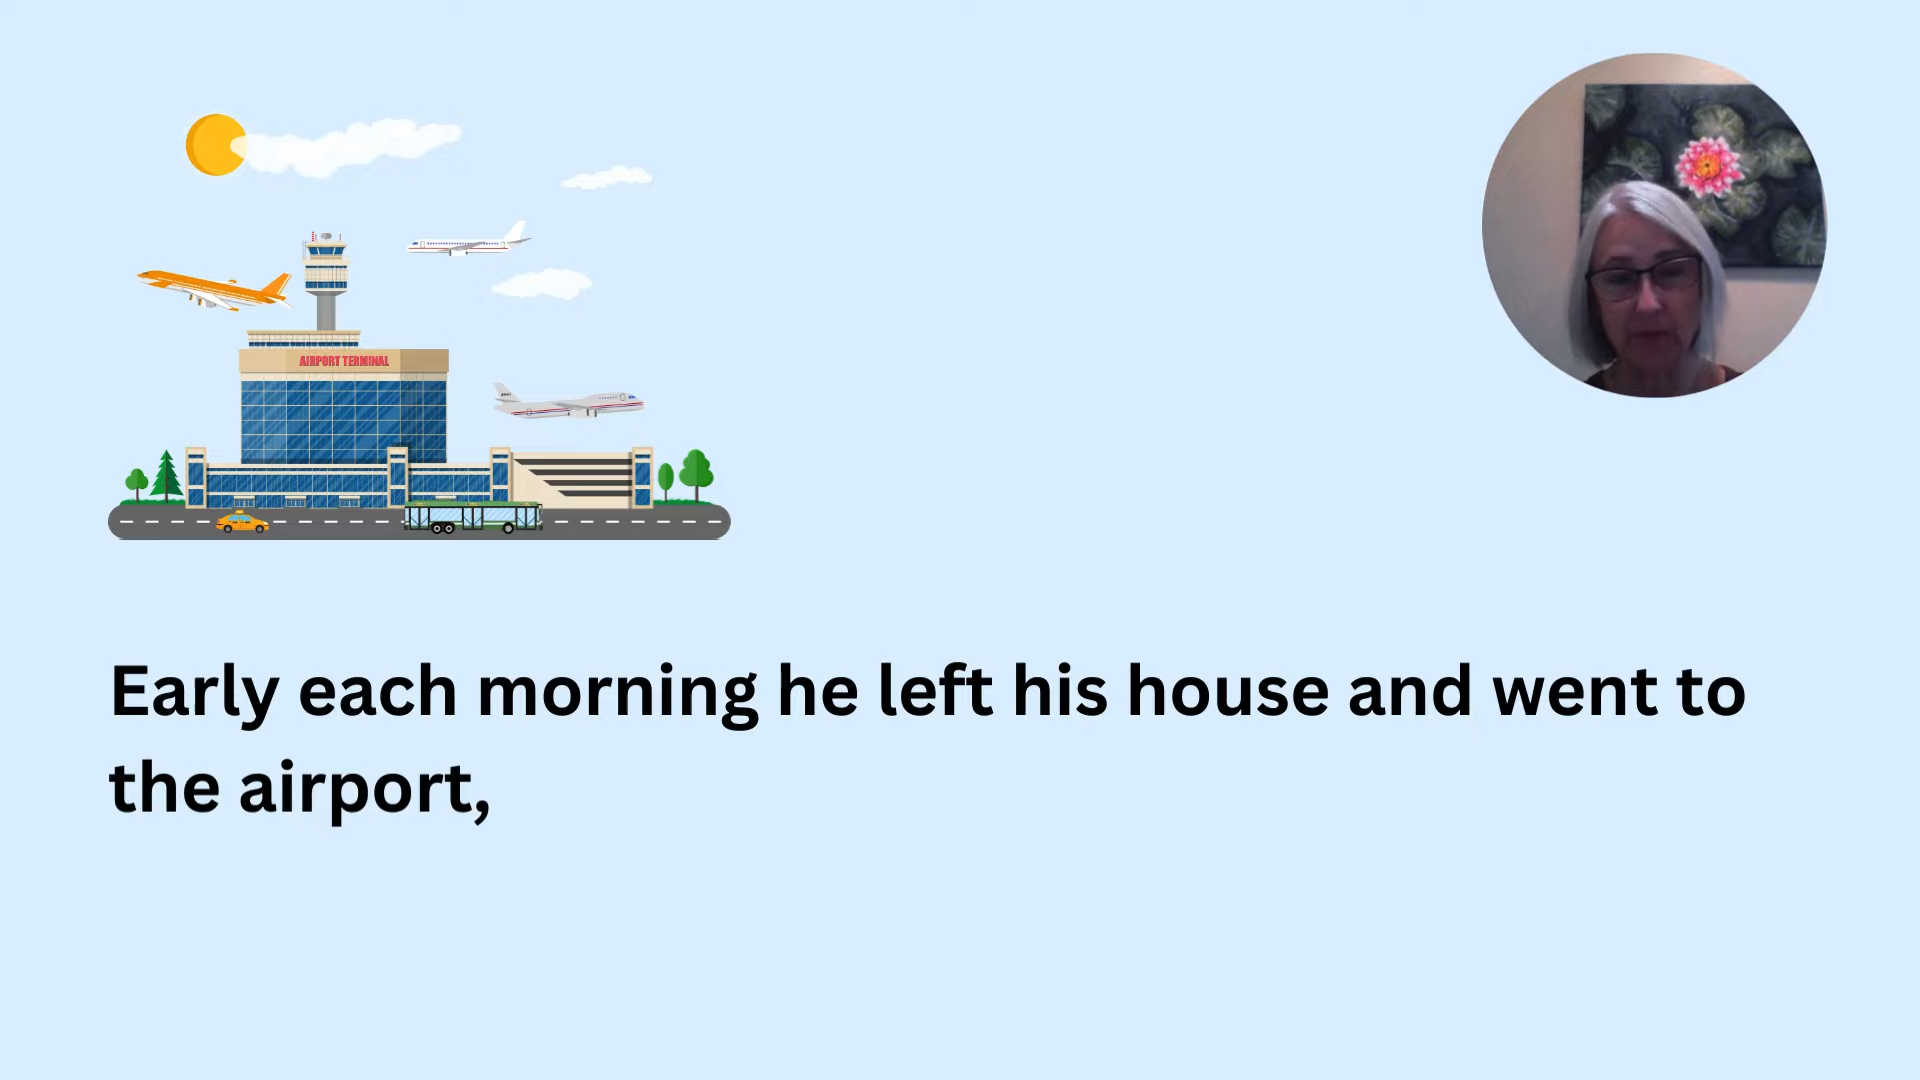 AIRPORT TERMINAL
Early each morning he left his house and went to
the airport,